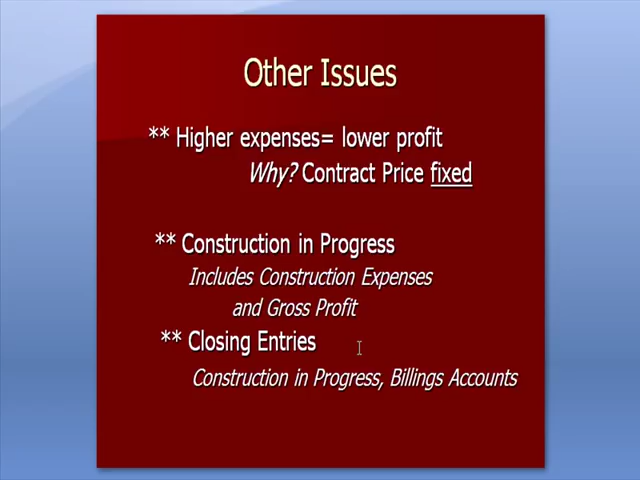 Other Issues
** Higher expenses= lower profit
Why? Contract Price fixed
** Construction in Progress
Includes Construction Expenses
and Gross Profit
** Closing Entries
Construction in Progress, Billings Accounts